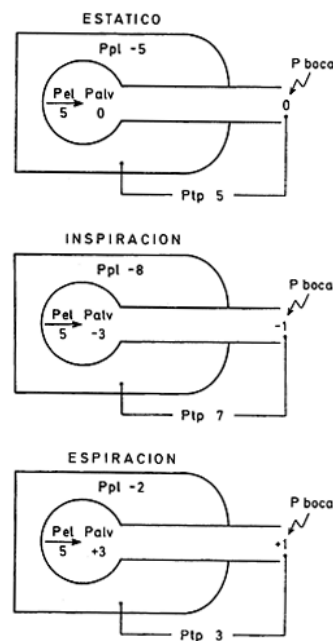 ESTATICO
Ppl -5
P boca
Pel Palv
5 0
0
Ptp 5
INSPIRACION
Ppl -8
P boca
Pel Palv
5 -3
-1
Ptp 7
ESPIRACION
Ppl -2
P boca
Pel Palv
5 +3
+1
Ptp 3